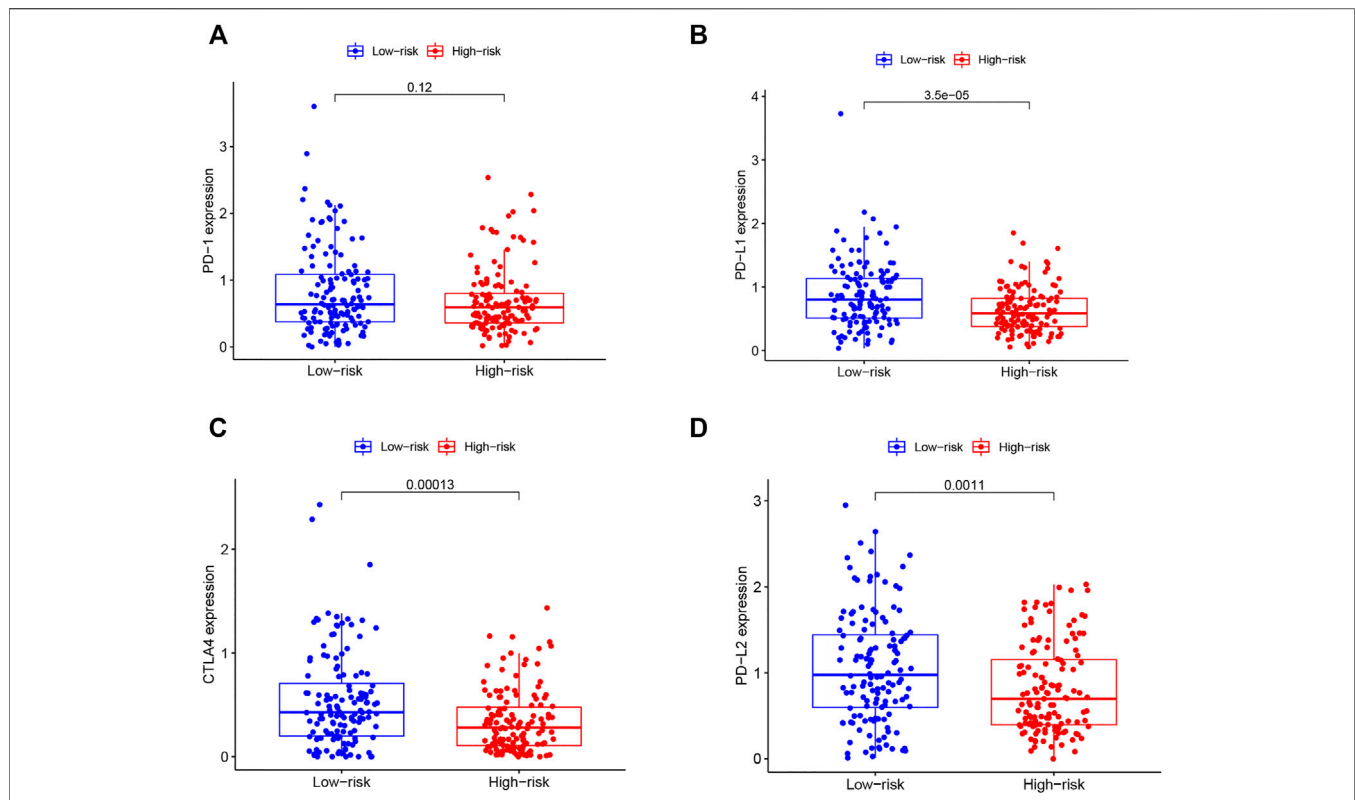 A
Low-risk High-risk
0.12
3
2
1
0
PD-1 expression
Low-risk High-risk
B
Low-risk High-risk
3.5e-05
4
3
2
1
0
PD-L1 expression
Low-risk High-risk
C
Low-risk High-risk
0.00013
2
1
0
CTLA4 expression
Low-risk High-risk
D
Low-risk High-risk
0.0011
3
2
1
0
PD-L2 expression
Low-risk High-risk